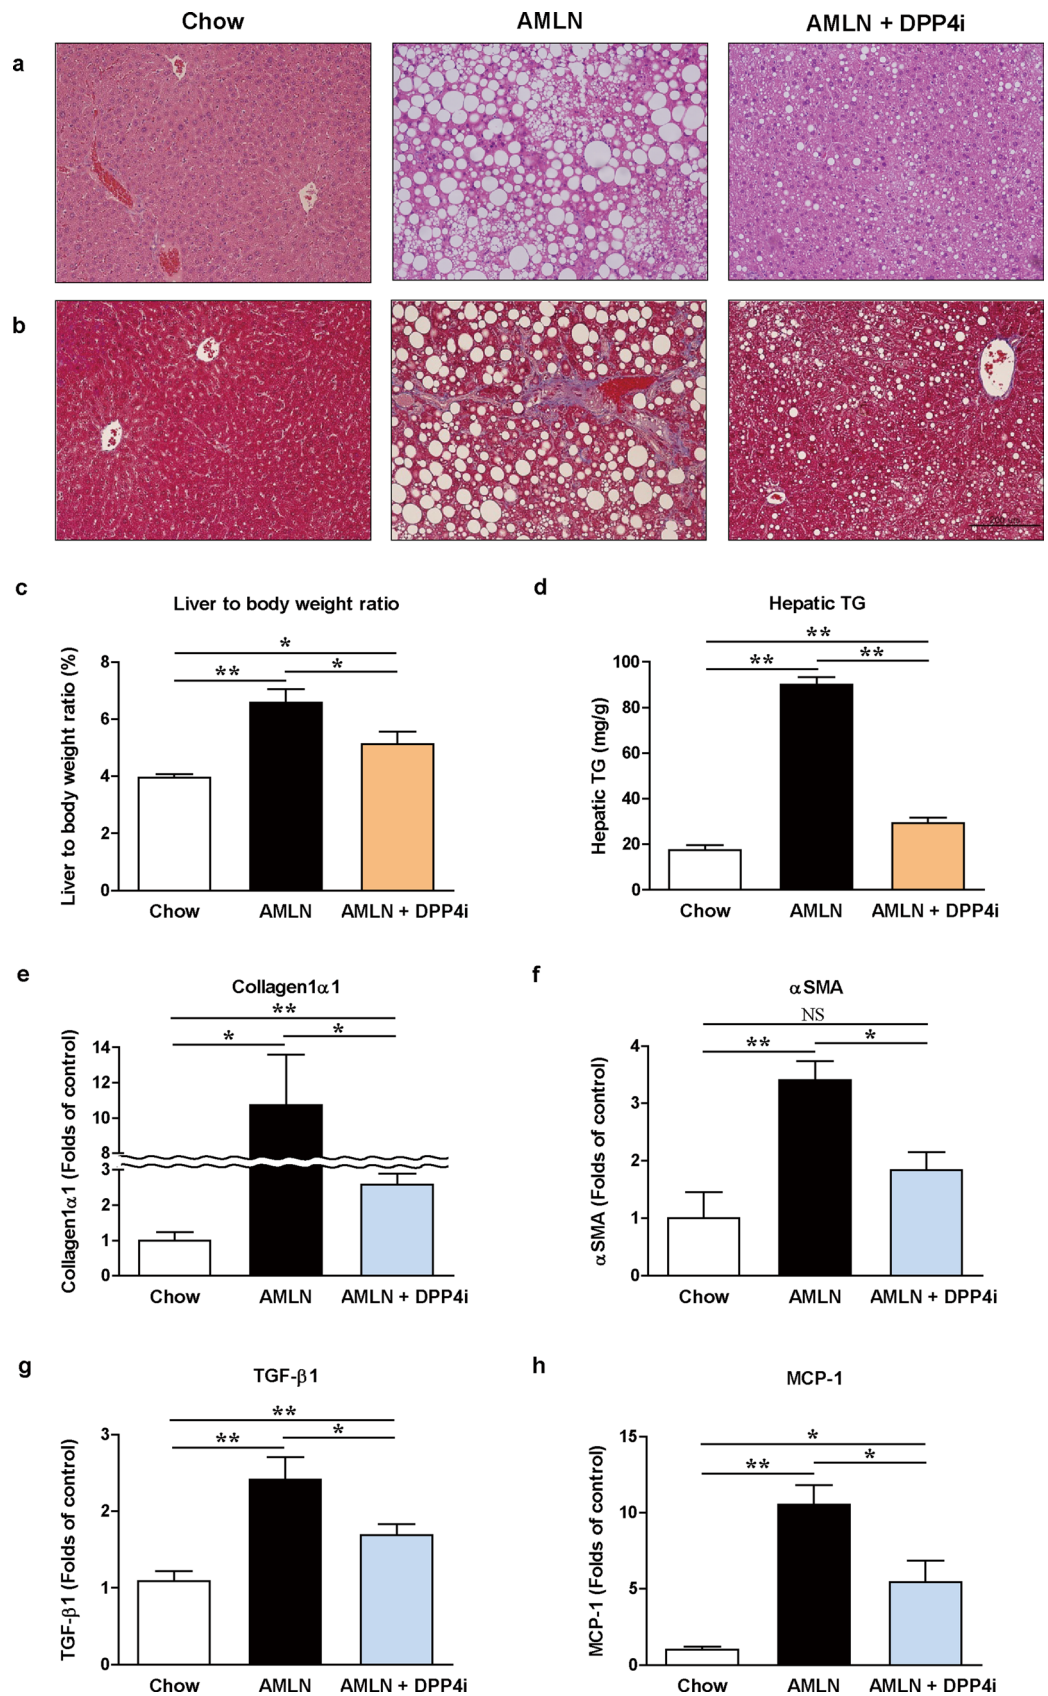 Chow AMLN AMLN + DPP4i
a
b
c
Liver to body weight ratio
Liver to body weight ratio (%)
8
6
4
2
0
*
**
*
Chow AMLN AMLN + DPP4i
d
Hepatic TG
Hepatic TG (mg/g)
100
80
60
40
20
0
**
**
**
Chow AMLN AMLN + DPP4i
e
Collagen1α1
Collagen1α1 (Folds of control)
14
12
10
8
3
2
1
0
**
*
*
Chow AMLN AMLN + DPP4i
f
αSMA
αSMA (Folds of control)
4
3
2
1
0
NS
**
*
Chow AMLN AMLN + DPP4i
g
TGF-β1
TGF-β1 (Folds of control)
3
2
1
0
**
**
*
Chow AMLN AMLN + DPP4i
h
MCP-1
MCP-1 (Folds of control)
15
10
5
0
*
**
*
Chow AMLN AMLN + DPP4i